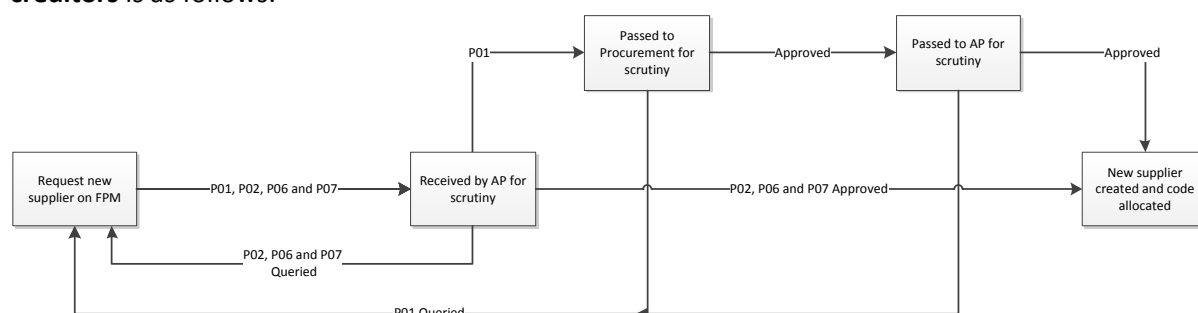 creditors is as follows:
Passed to
Procurement for
scrutiny
Passed to AP for
scrutiny
P01
Approved
Approved
Request new
supplier on FPM
P01, P02, P06 and P07
Received by AP for
scrutiny
P02, P06 and P07 Approved
New supplier
created and code
allocated
P02, P06 and P07
Queried
P01 Queried